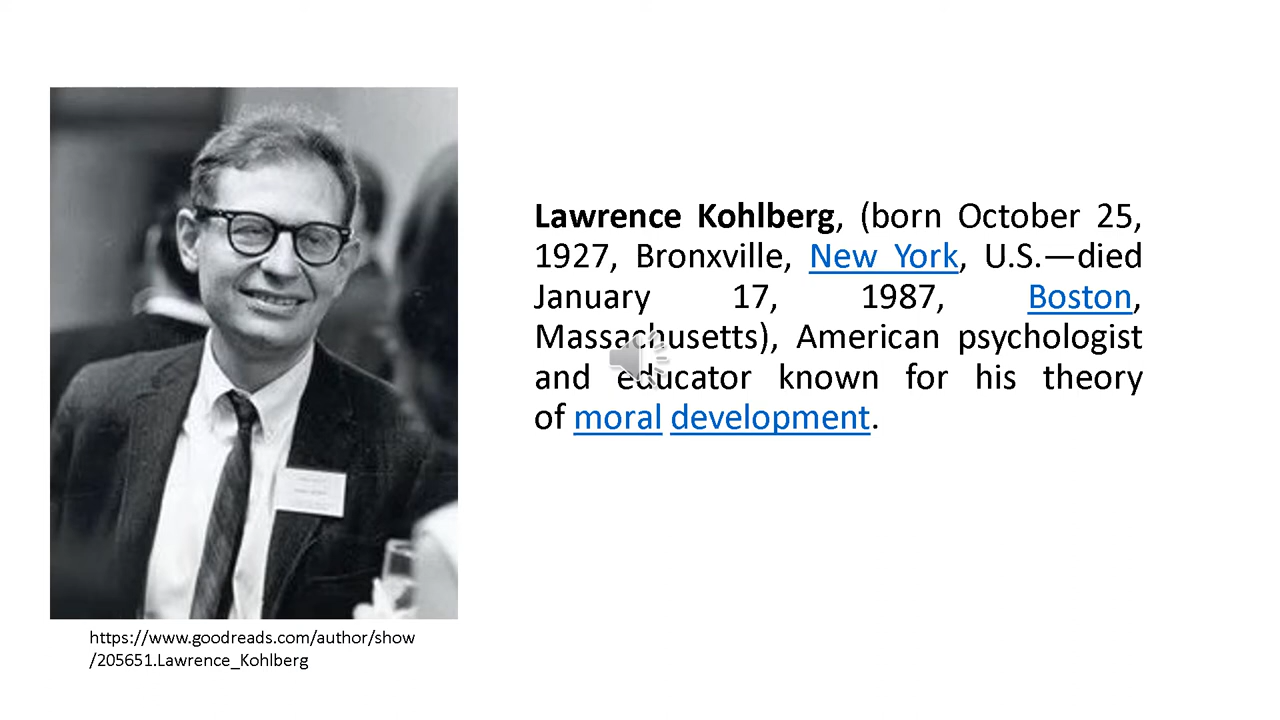 Lawrence Kohlberg, (born October 25,
1927, Bronxville, New York, U.S.—died
January 17, 1987, Boston,
Massachusetts), American psychologist
and educator known for his theory
of moral development.
https://www.goodreads.com/author/show
/205651.Lawrence_Kohlberg